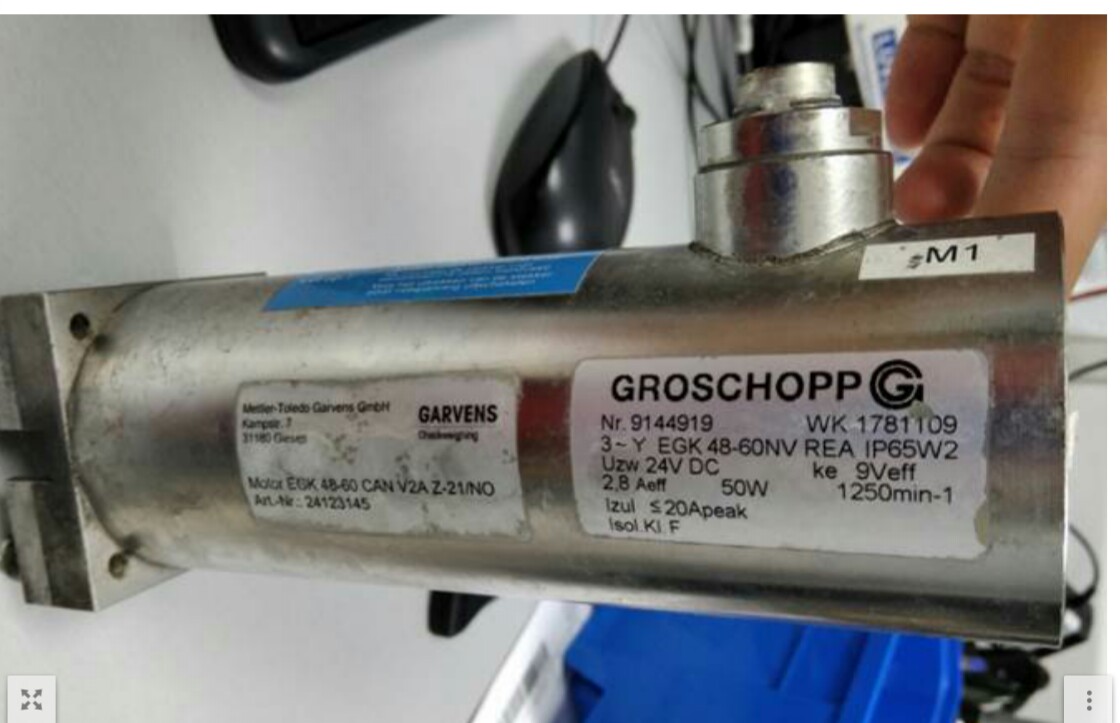 M1
Mettler-Toledo Garvens GmbH
Kampstr. 7
31180 Giesen
GARVENS
Checkweighing
Motor EGK 48-60 CAN V2A Z-21/NO
Art.-Nr.: 24123145
GROSCHOPP
Nr. 9144919 WK 1781109
3~ Y EGK 48-60NV REA IP65W2
Uzw 24V DC ke 9Veff
2,8 Aeff 50W 1250min-1
Izul ≤20Apeak
Isol.Kl. F